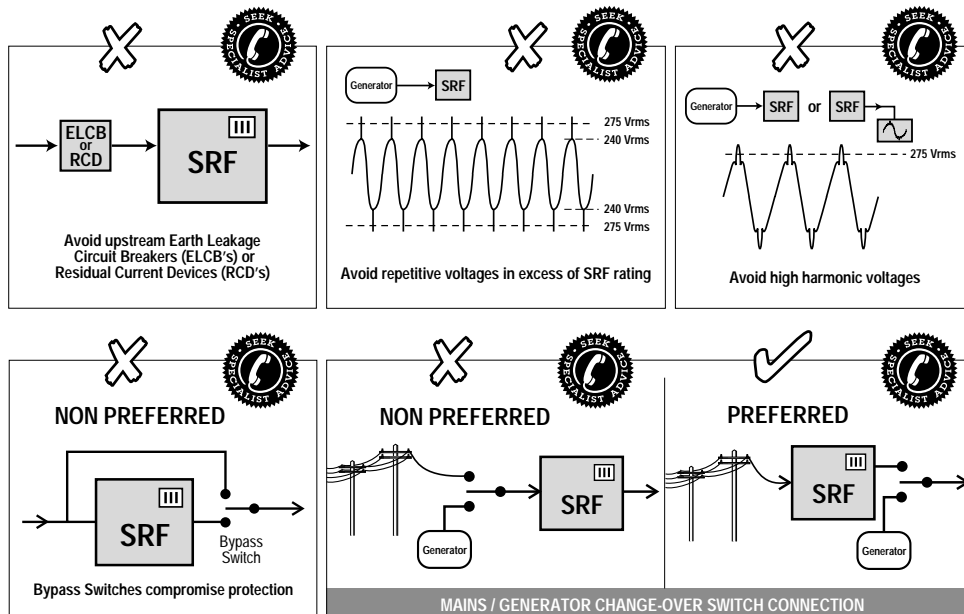 SEEK SPECIALIST ADVICE
ELCB
or
RCD
SRF
Avoid upstream Earth Leakage
Circuit Breakers (ELCB's) or
Residual Current Devices (RCD's)
SEEK SPECIALIST ADVICE
Generator
SRF
275 Vrms
240 Vrms
240 Vrms
275 Vrms
Avoid repetitive voltages in excess of SRF rating
SEEK SPECIALIST ADVICE
Generator
SRF or SRF
275 Vrms
Avoid high harmonic voltages
SEEK SPECIALIST ADVICE
NON PREFERRED
SRF
Bypass
Switch
Bypass Switches compromise protection
SEEK SPECIALIST ADVICE
NON PREFERRED
SRF
Generator
SEEK SPECIALIST ADVICE
PREFERRED
SRF
Generator
MAINS / GENERATOR CHANGE-OVER SWITCH CONNECTION